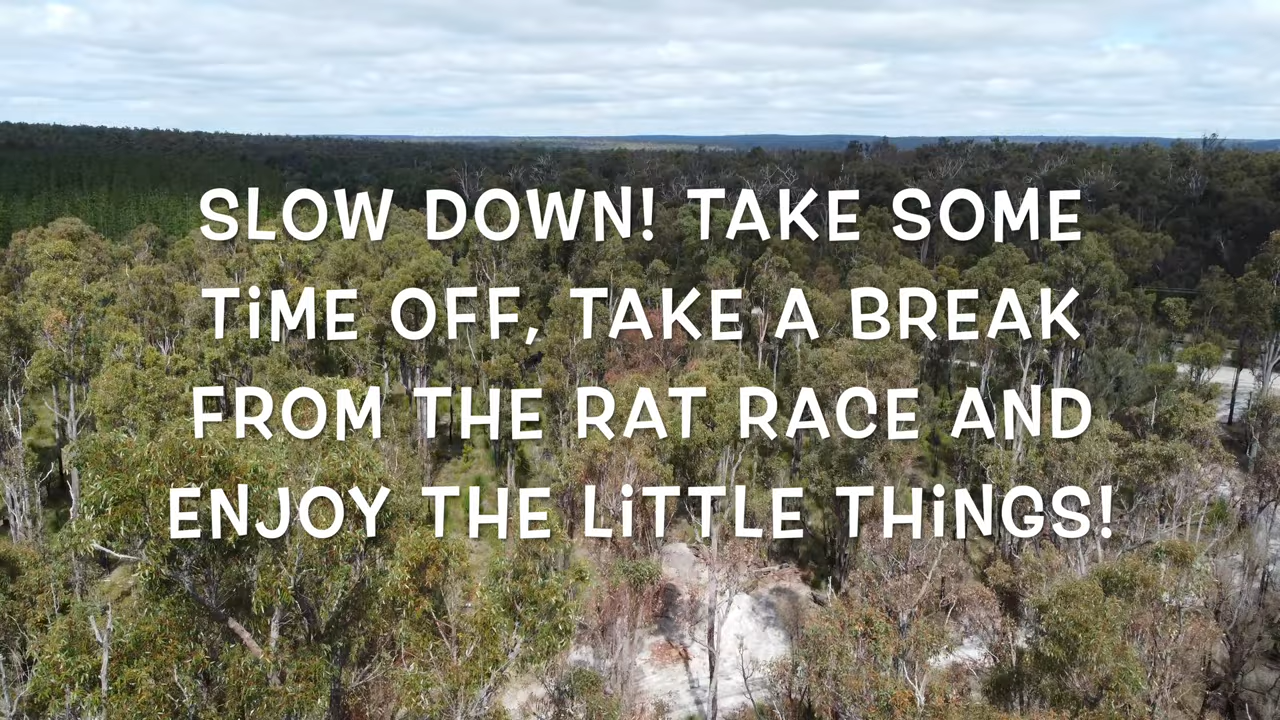 SLOW DOWN! TAKE SOME
TiME OFF, TAKE A BREAK
FROM THE RAT RACE AND
ENJOY THE LiTTLE THiNGS!